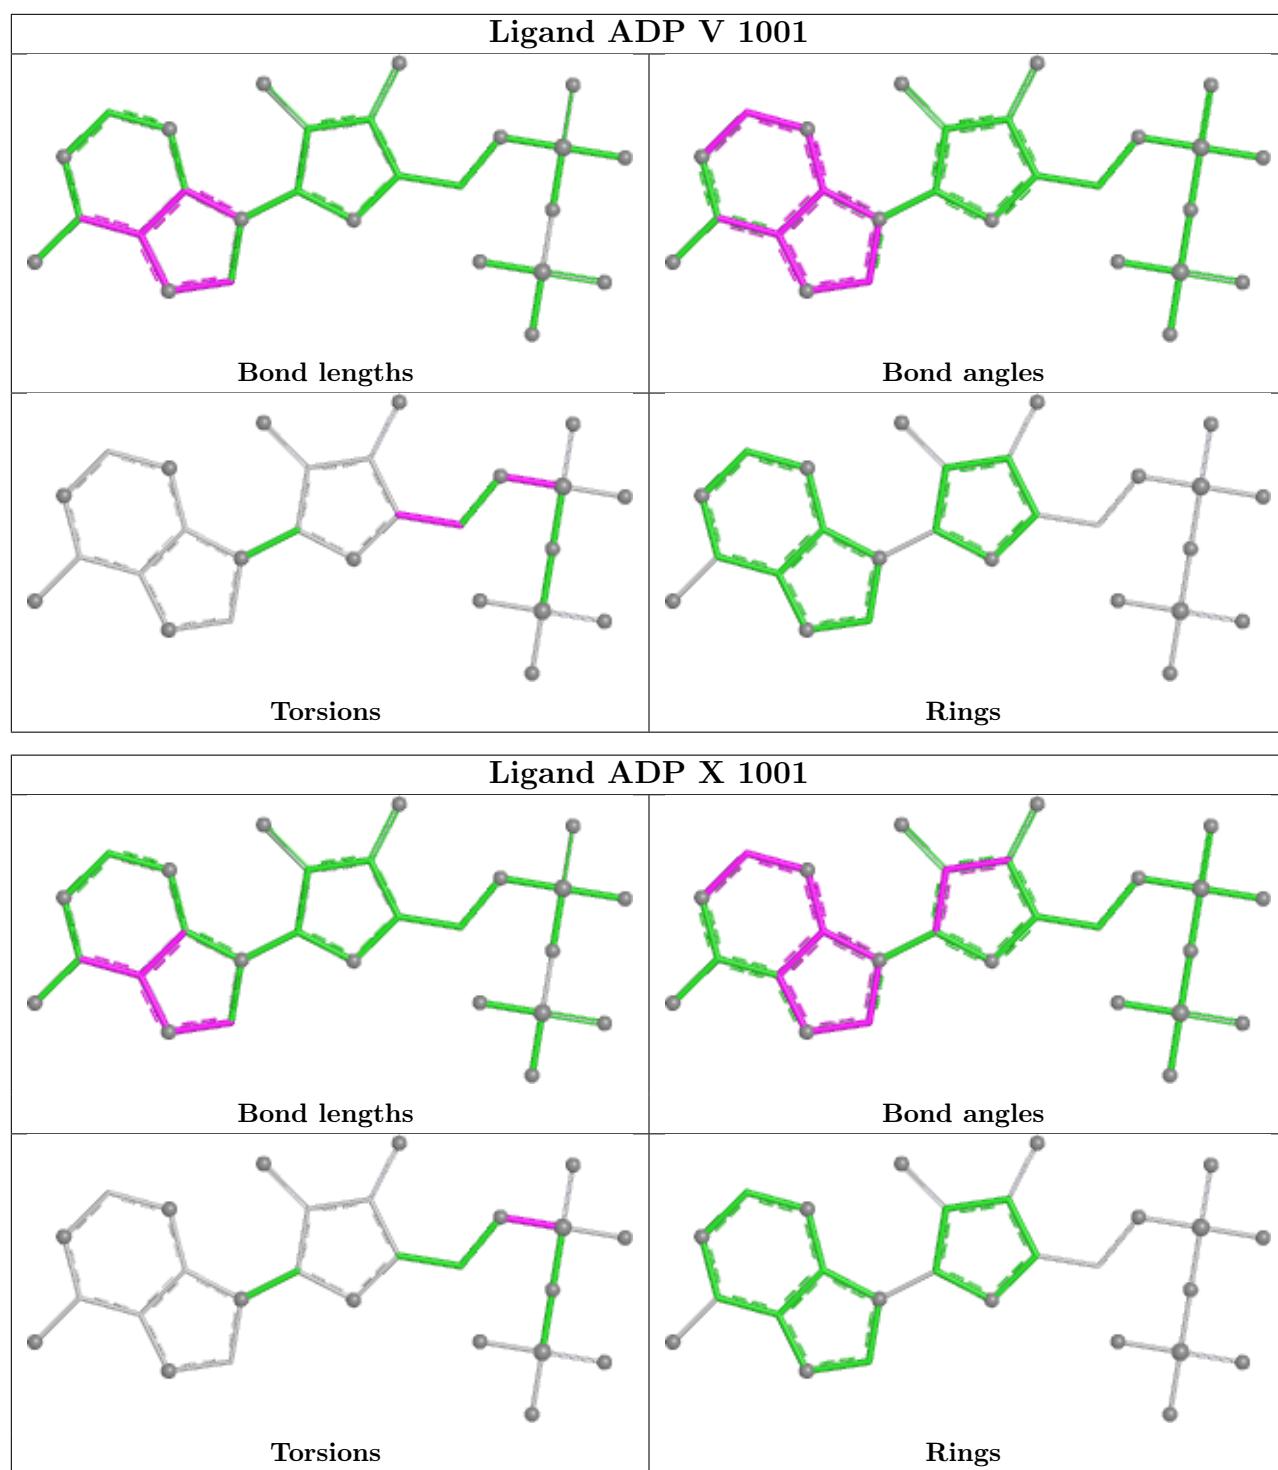 Ligand ADP V 1001
Bond lengths
Bond angles
Torsions
Rings
Ligand ADP X 1001
Bond lengths
Bond angles
Torsions
Rings